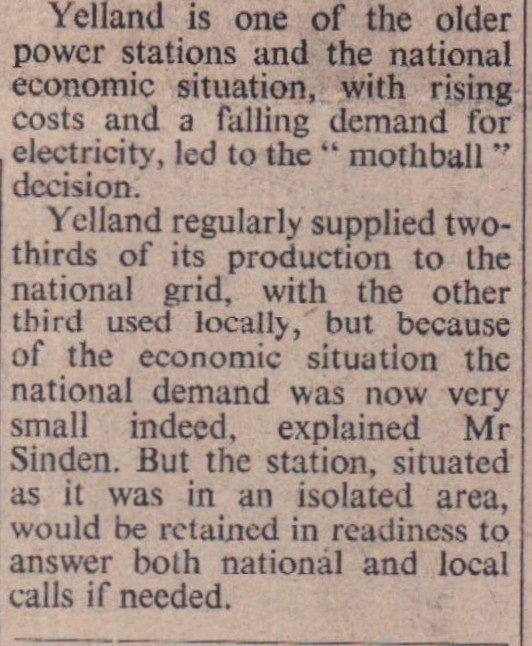 Yelland is one of the older
power stations and the national
economic situation, with rising
costs and a falling demand for
electricity, led to the “ mothball ”
decision.
Yelland regularly supplied two-
thirds of its production to the
national grid, with the other
third used locally, but because
of the economic situation the
national demand was now very
small indeed, explained Mr
Sinden. But the station, situated
as it was in an isolated area,
would be retained in readiness to
answer both national and local
calls if needed.